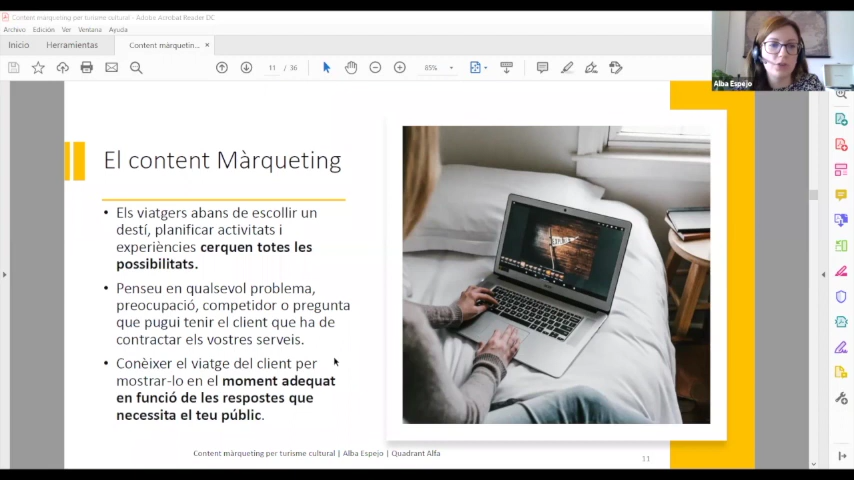 Content màrqueting per turisme cultural - Adobe Acrobat Reader DC
Archivo Edición Ver Ventana Ayuda
Inicio Herramientas Content màrquetin... ×
11 / 36 85%
Alba Espejo
El content Màrqueting
• Els viatgers abans de escollir un
destí, planificar activitats i
experiències cerquen totes les
possibilitats.
• Penseu en qualsevol problema,
preocupació, competidor o pregunta
que pugui tenir el client que ha de
contractar els vostres serveis.
• Conèixer el viatge del client per
mostrar-lo en el moment adequat
en funció de les respostes que
necessita el teu públic.
Content màrqueting per turisme cultural | Alba Espejo | Quadrant Alfa
11